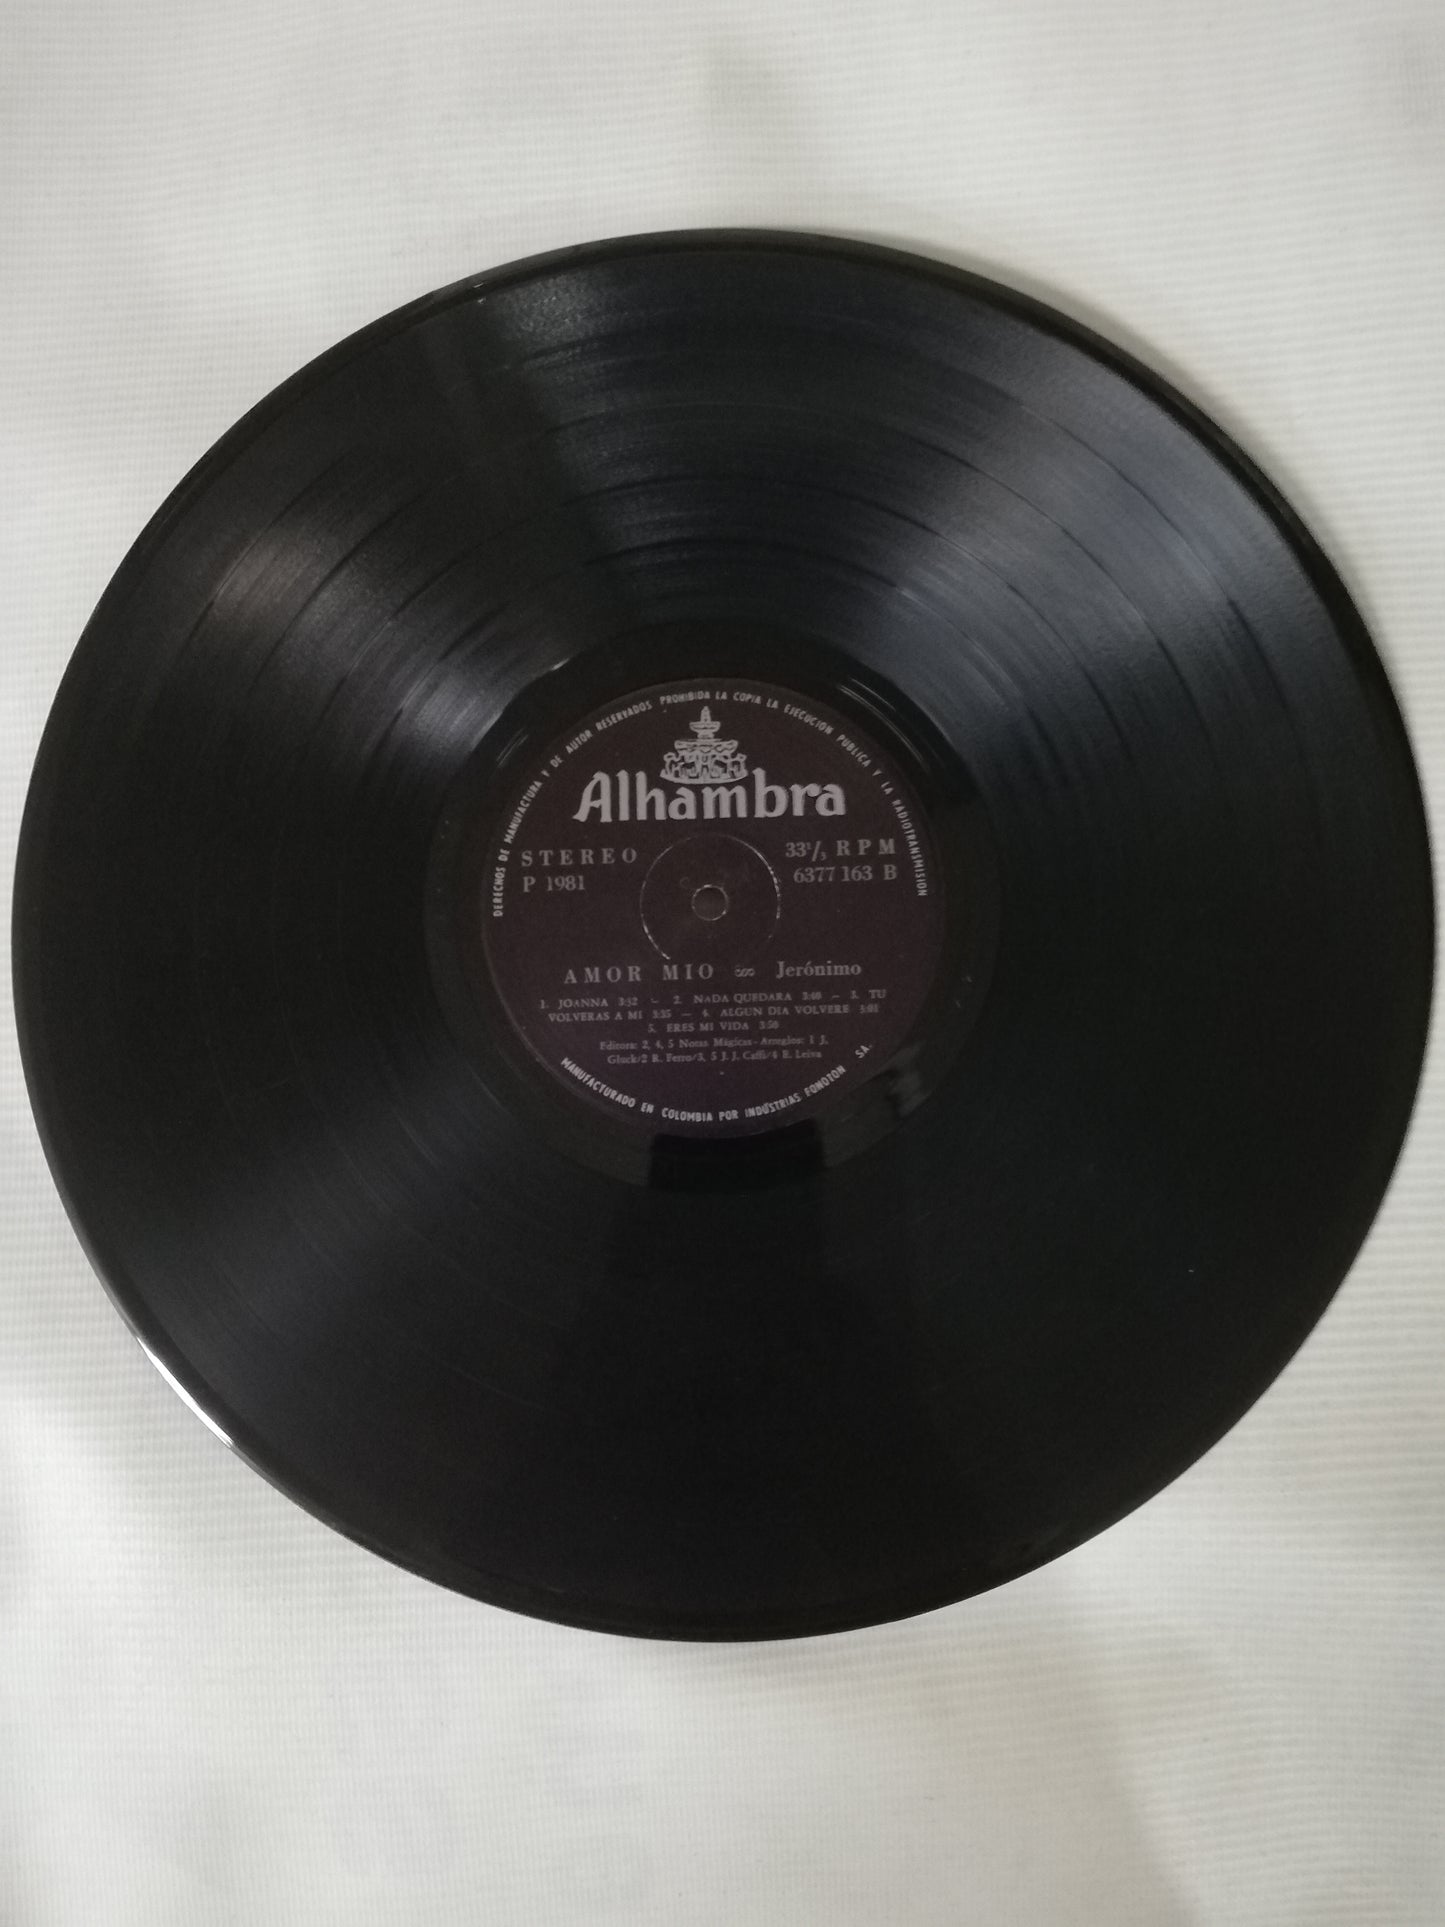 DERECHOS DE MANUFACTURA Y DE AUTOR RESERVADOS PROHIBIDA LA COPIA LA EJECUCION PUBLICA Y LA RADIOTRANSMISION
Alhambra
STEREO 33⅓ RPM
P 1981 6377 163 B
AMOR MIO Jerónimo
1. JOANNA 3:32 - 2. NADA QUEDARA 3:40 - 3. TU
VOLVERAS A MI 3:35 - 4. ALGUN DIA VOLVERE 3:01
5. ERES MI VIDA 3:50
Editora: 2, 4, 5 Notas Mágicas - Arreglos: 1 J.
Gluck/2 R. Ferro/3, 5 J. J. Caffi/4 E. Leiva
MANUFACTURADO EN COLOMBIA POR INDUSTRIAS FONOTON S.A.